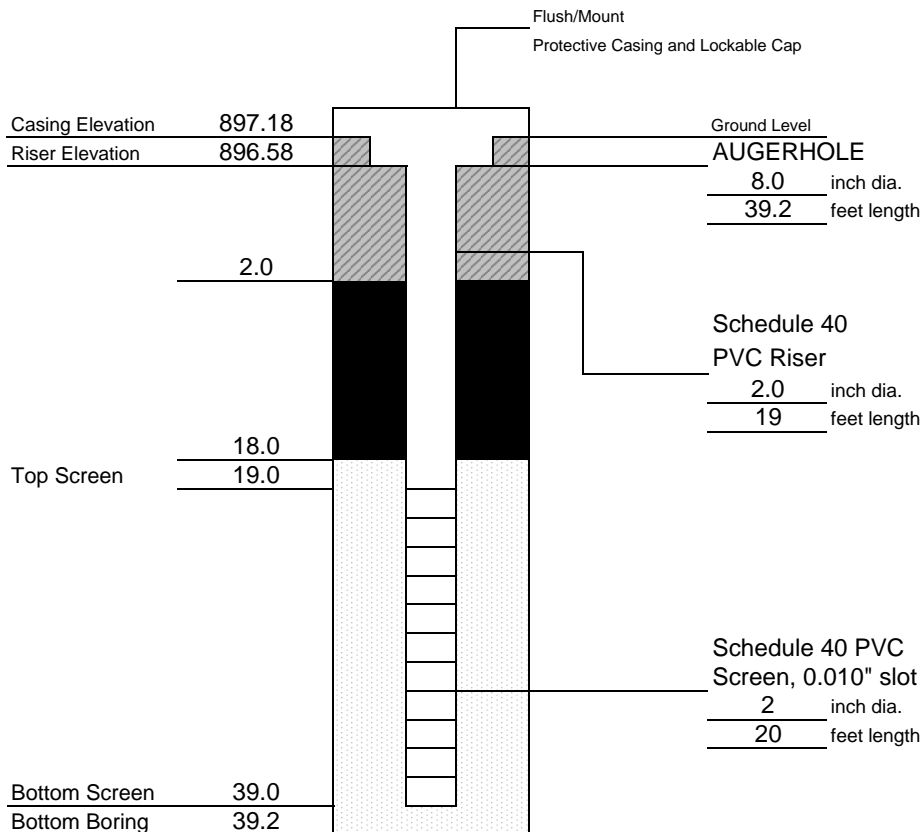 Flush/Mount
Protective Casing and Lockable Cap
Casing Elevation 897.18
Ground Level
Riser Elevation 896.58
AUGERHOLE
8.0 inch dia.
39.2 feet length
2.0
Schedule 40
PVC Riser
2.0 inch dia.
19 feet length
18.0
Top Screen 19.0
Schedule 40 PVC
Screen, 0.010" slot
2 inch dia.
20 feet length
Bottom Screen 39.0
Bottom Boring 39.2